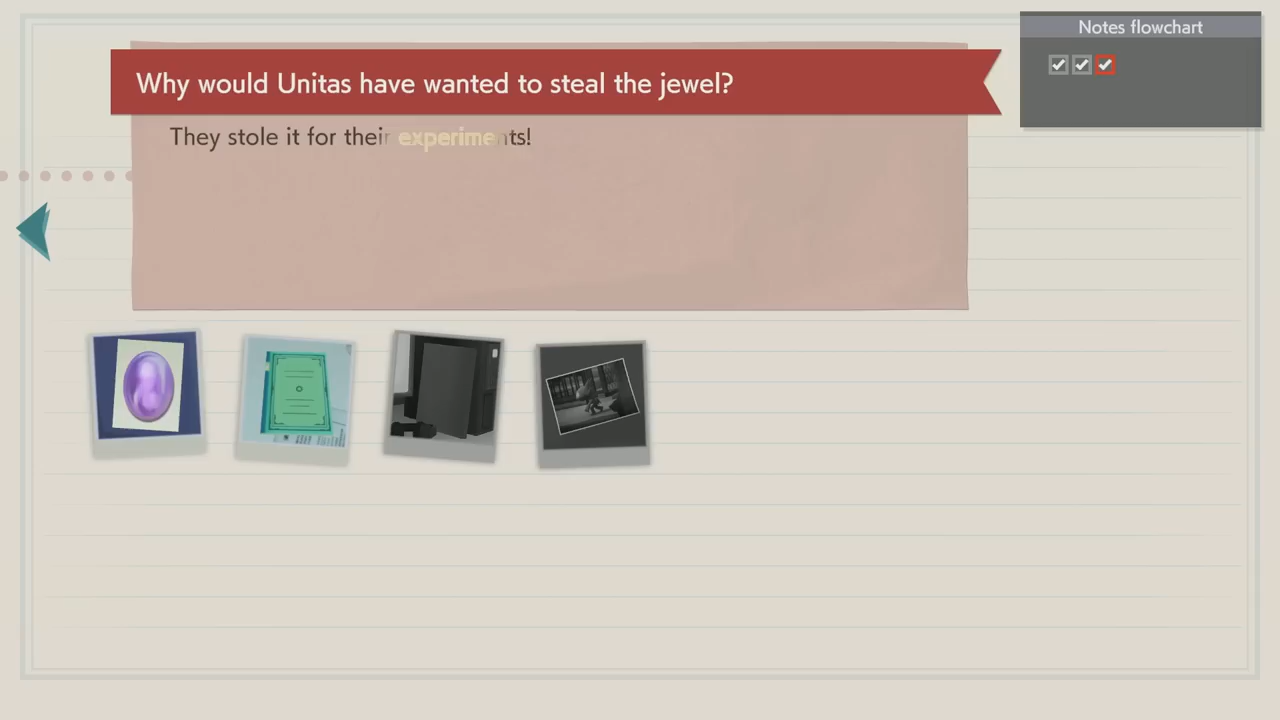 Notes flowchart
Why would Unitas have wanted to steal the jewel?
They stole it for their experiments!